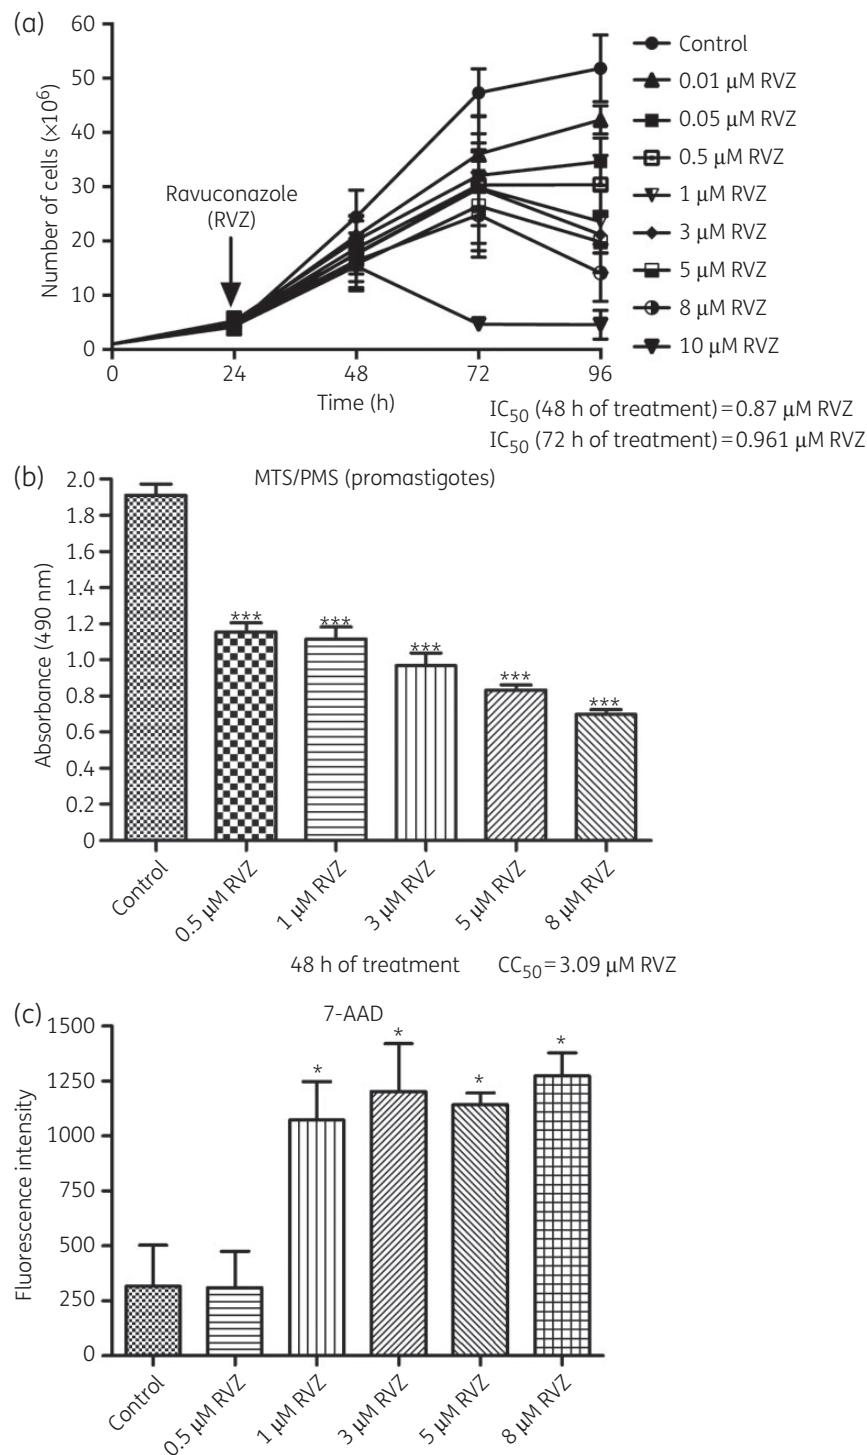 (a)
60
50
40
30
20
10
0
Number of cells (×10⁶)
Ravuconazole
(RVZ)
0 24 48 72 96
Time (h)
Control
0.01 µM RVZ
0.05 µM RVZ
0.5 µM RVZ
1 µM RVZ
3 µM RVZ
5 µM RVZ
8 µM RVZ
10 µM RVZ
IC₅₀ (48 h of treatment) = 0.87 µM RVZ
IC₅₀ (72 h of treatment) = 0.961 µM RVZ
(b)
MTS/PMS (promastigotes)
2.0
1.8
1.6
1.4
1.2
1.0
0.8
0.6
0.4
0.2
0
Absorbance (490 nm)
*** *** *** *** ***
Control 0.5 µM RVZ 1 µM RVZ 3 µM RVZ 5 µM RVZ 8 µM RVZ
48 h of treatment CC₅₀ = 3.09 µM RVZ
(c)
7-AAD
1500
1250
1000
750
500
250
0
Fluorescence intensity
* * * *
Control 0.5 µM RVZ 1 µM RVZ 3 µM RVZ 5 µM RVZ 8 µM RVZ